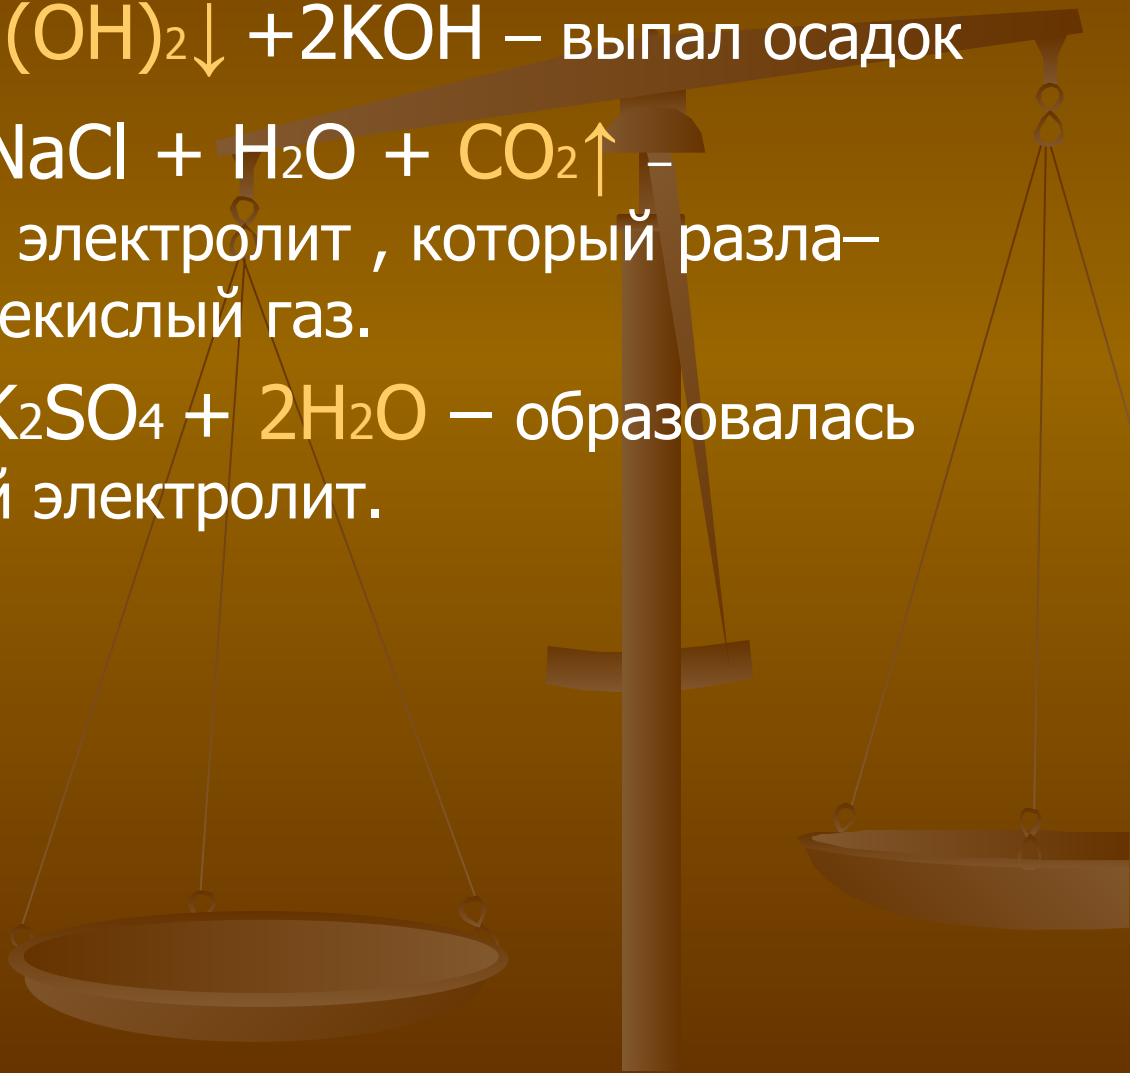 (OH)2↓ +2KOH – выпал осадок
NaCl + H2O + CO2↑ –
электролит , который разла–
екислый газ.
K2SO4 + 2H2O – образовалась
й электролит.